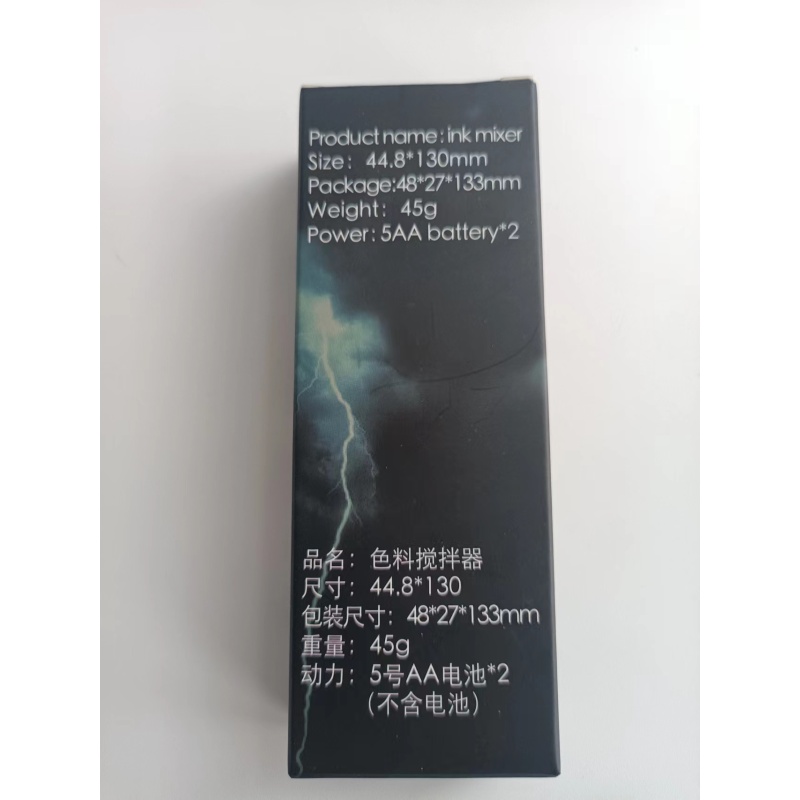 Product name: ink mixer
Size: 44.8*130mm
Package:48*27*133mm
Weight: 45g
Power: 5AA battery*2
品名：色料搅拌器
尺寸：44.8*130
包装尺寸：48*27*133mm
重量：45g
动力：5号AA电池*2
（不含电池）